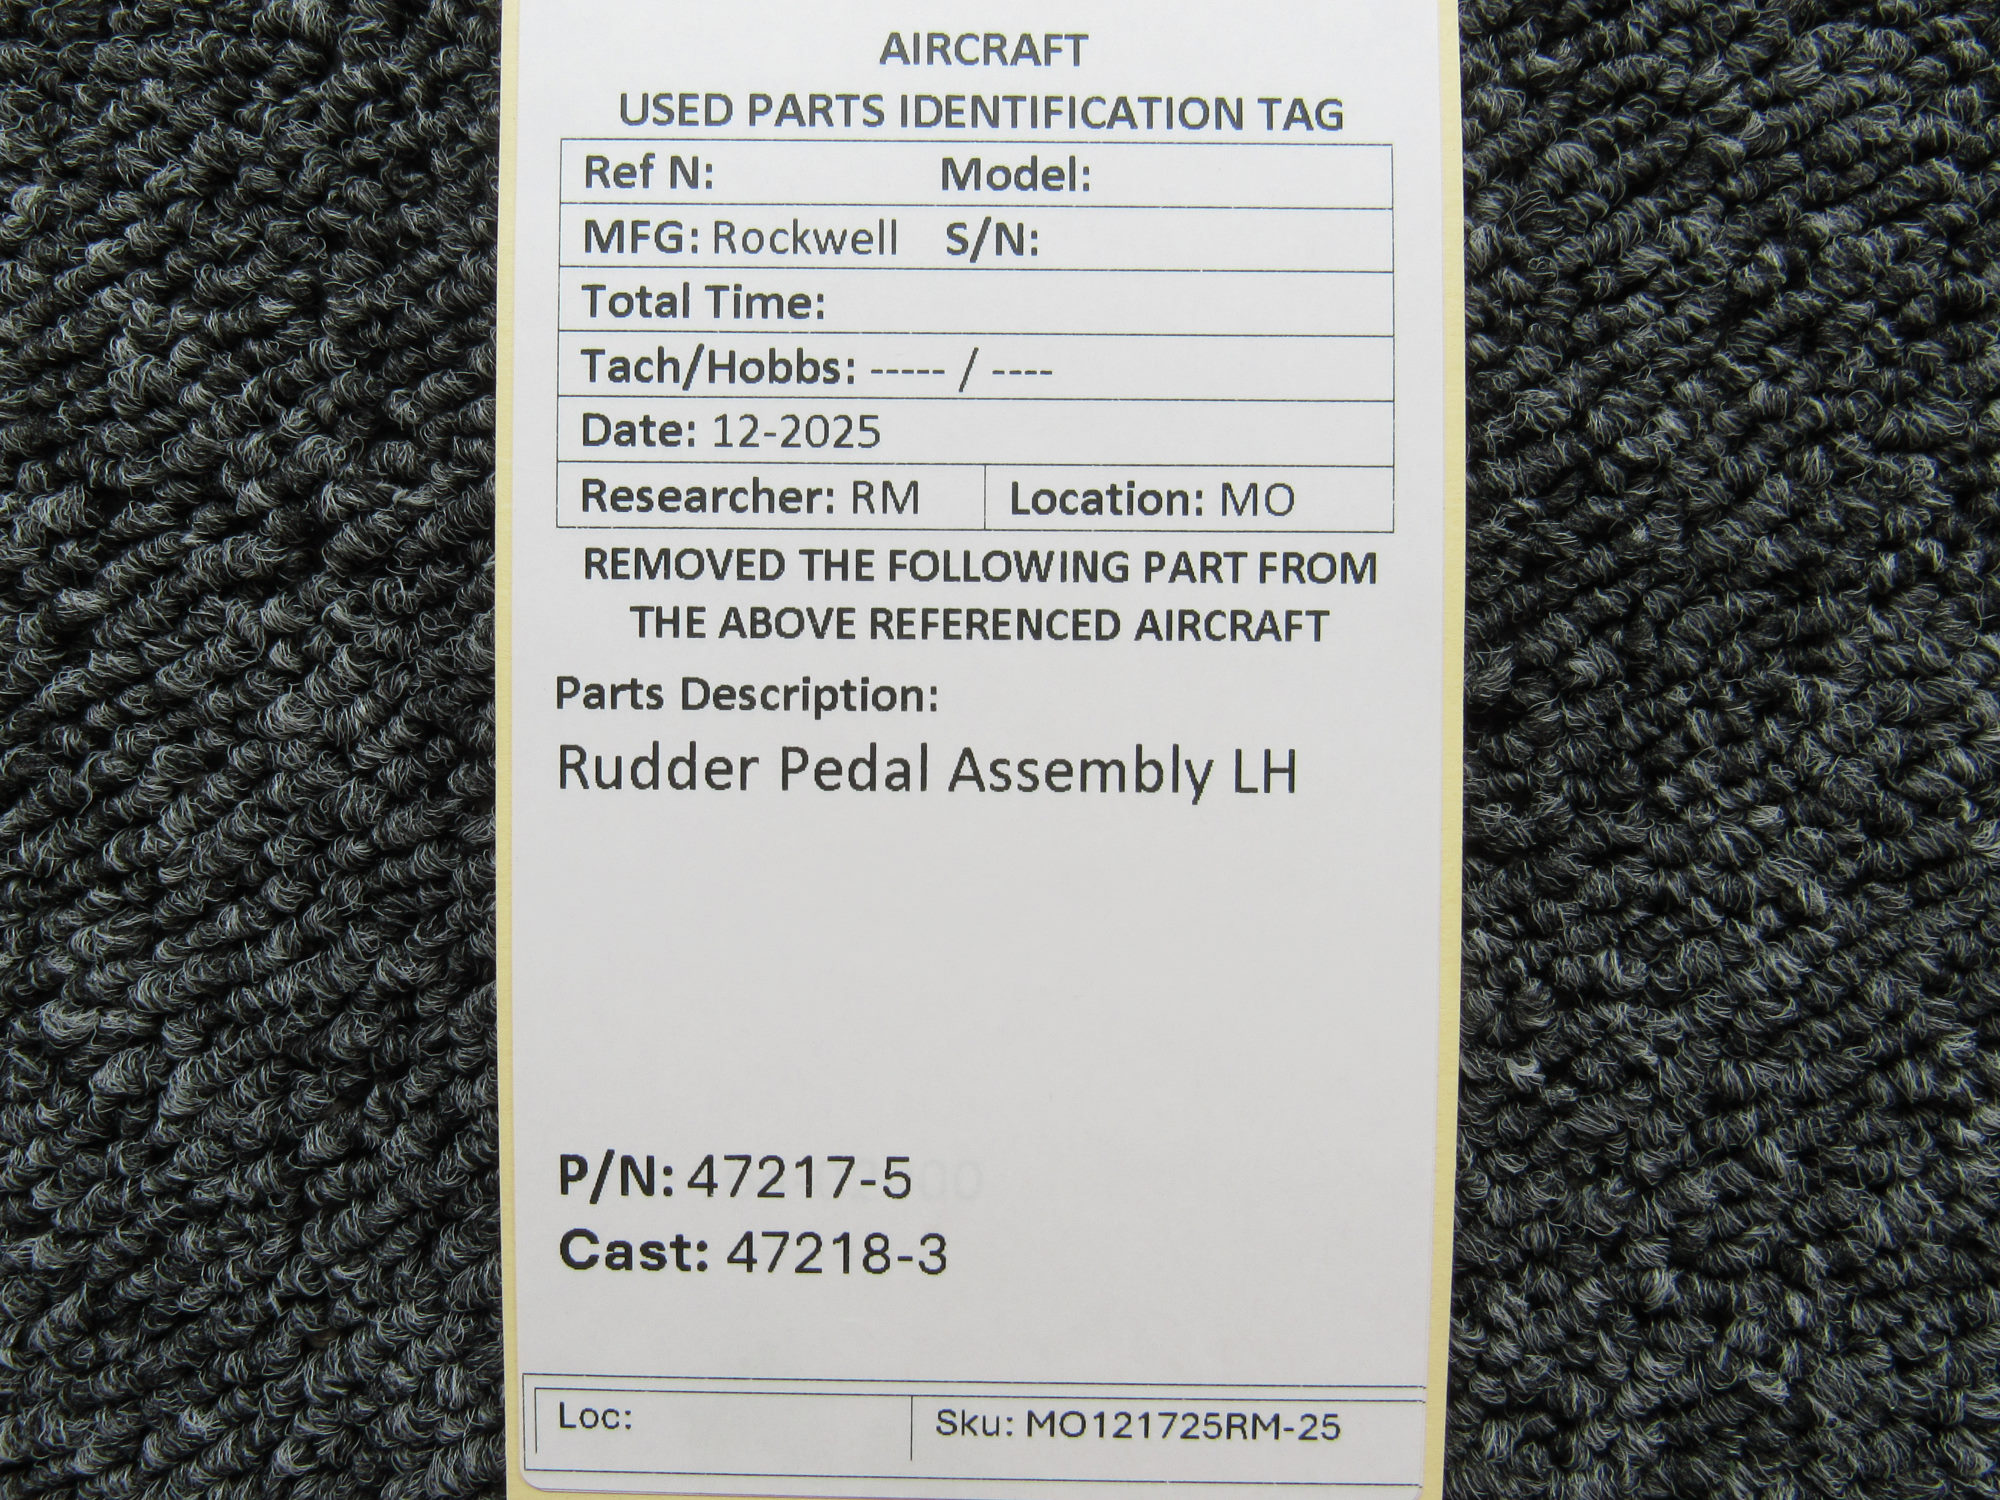 AIRCRAFT
USED PARTS IDENTIFICATION TAG
Ref N: Model:
MFG: Rockwell S/N:
Total Time:
Tach/Hobbs: ----- / ----
Date: 12-2025
Researcher: RM Location: MO
REMOVED THE FOLLOWING PART FROM
THE ABOVE REFERENCED AIRCRAFT
Parts Description:
Rudder Pedal Assembly LH
P/N: 47217-5
Cast: 47218-3
Loc: Sku: MO121725RM-25